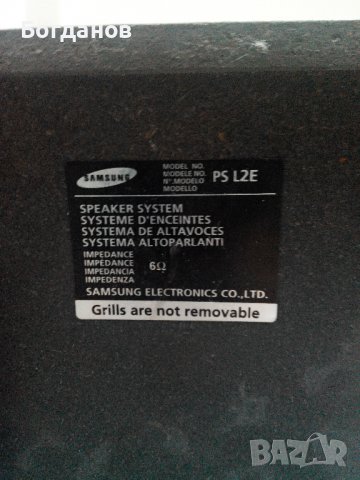 Богданов
SAMSUNG
MODEL NO.
MODELE NO.
N°.MODELO
MODELLO
PS L2E
SPEAKER SYSTEM
SYSTEME D'ENCEINTES
SYSTEMA DE ALTAVOCES
SYSTEMA ALTOPARLANTI
IMPEDANCE
IMPEDANCE
IMPEDANCIA
IMPEDENZA
6Ω
SAMSUNG ELECTRONICS CO.,LTD.
Grills are not removable
BAZAR